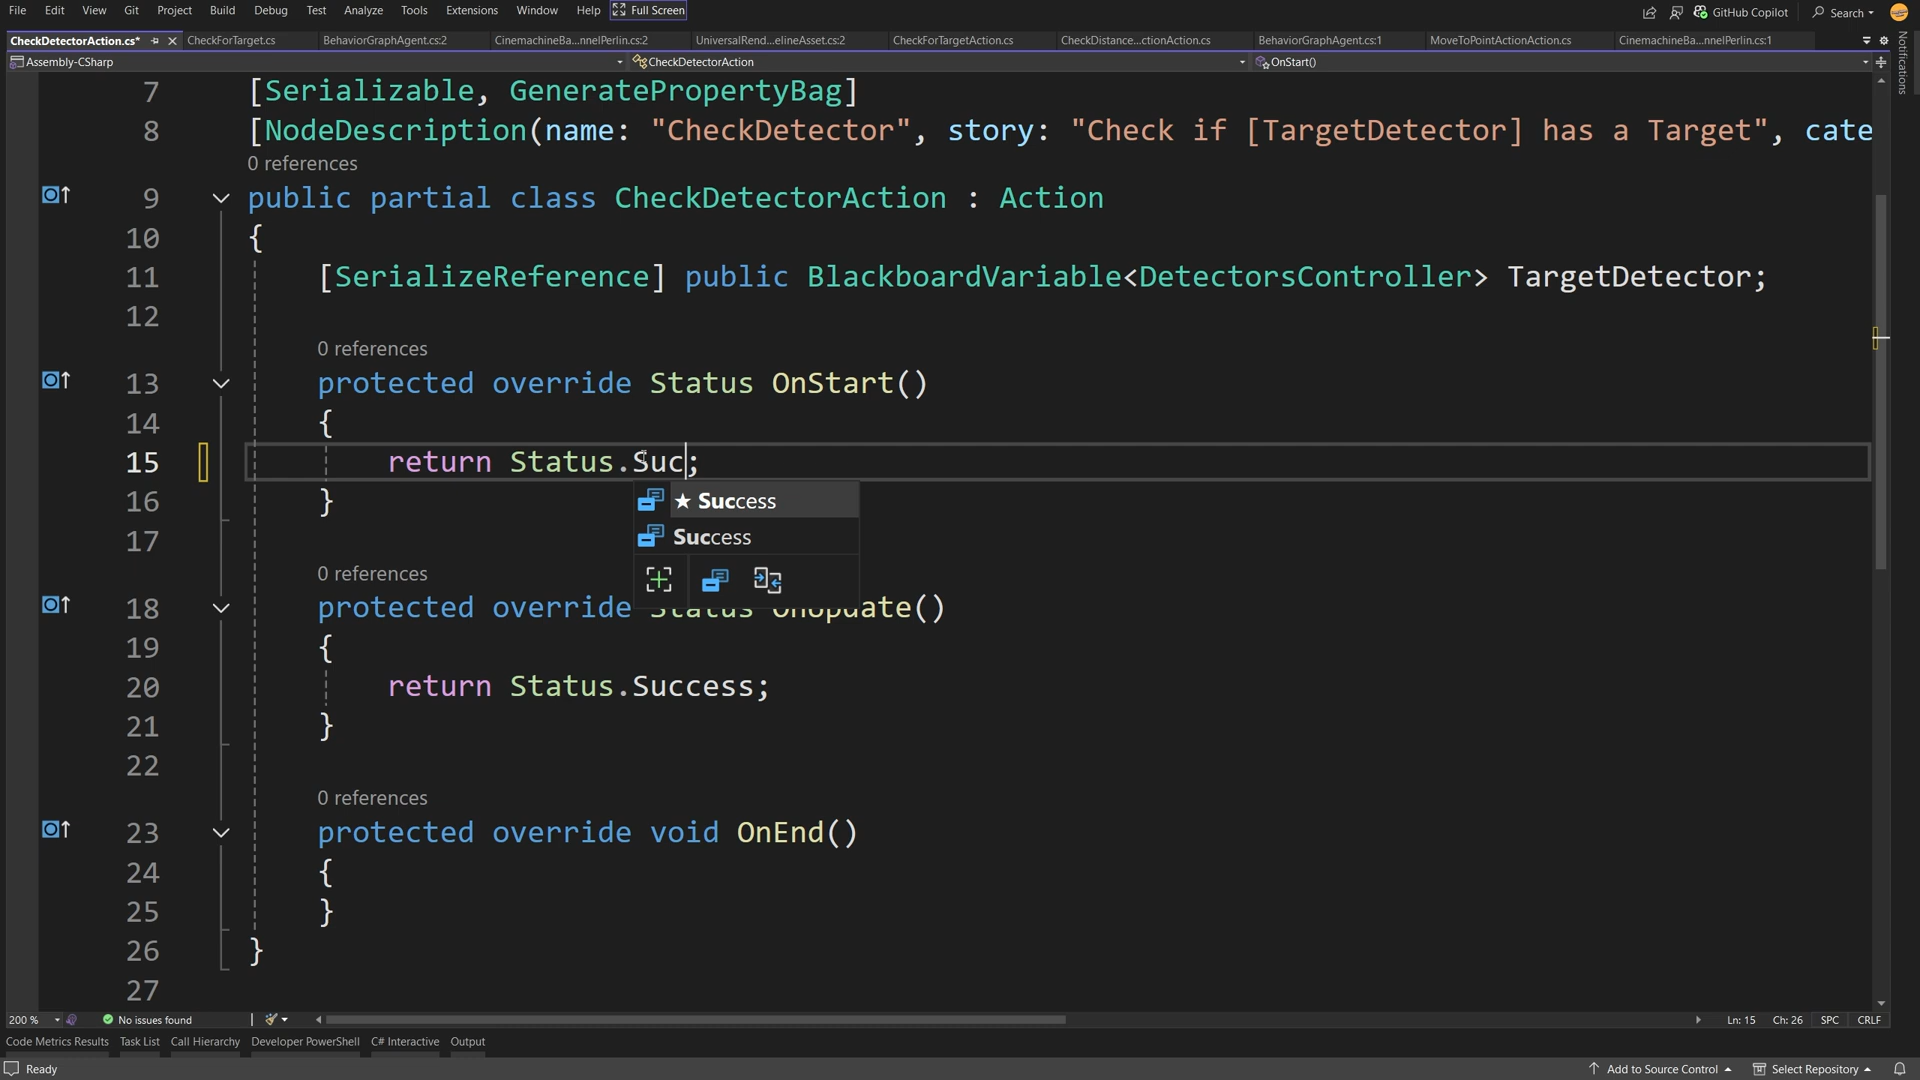 File Edit View Git Project Build Debug Test Analyze Tools Extensions Window Help Full Screen GitHub Copilot Search
CheckDetectorAction.cs* CheckForTarget.cs BehaviorGraphAgent.cs:2 CinemachineBa...nnelPerlin.cs:2 UniversalRend...elineAsset.cs:2 CheckForTargetAction.cs CheckDistance...ctionAction.cs BehaviorGraphAgent.cs:1 MoveToPointActionAction.cs CinemachineBa...nnelPerlin.cs:1
Assembly-CSharp CheckDetectorAction OnStart()
Notifications
7 [Serializable, GeneratePropertyBag]
8 [NodeDescription(name: "CheckDetector", story: "Check if [TargetDetector] has a Target", cate
0 references
9 public partial class CheckDetectorAction : Action
10 {
11 [SerializeReference] public BlackboardVariable<DetectorsController> TargetDetector;
12
0 references
13 protected override Status OnStart()
14 {
15 return Status.Suc;
16 }
★ Success
17
Success
0 references
18 protected override Status OnUpdate()
19 {
20 return Status.Success;
21 }
22
0 references
23 protected override void OnEnd()
24 {
25 }
26 }
27
200 % No issues found Ln: 15 Ch: 26 SPC CRLF
Code Metrics Results Task List Call Hierarchy Developer PowerShell C# Interactive Output
Ready Add to Source Control Select Repository